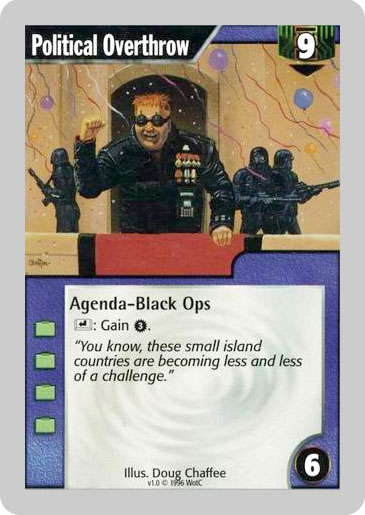 Political Overthrow
9
Agenda-Black Ops
: Gain 3.
"You know, these small island
countries are becoming less and less
of a challenge."
Illus. Doug Chaffee
v1.0 © 1996 WotC
6